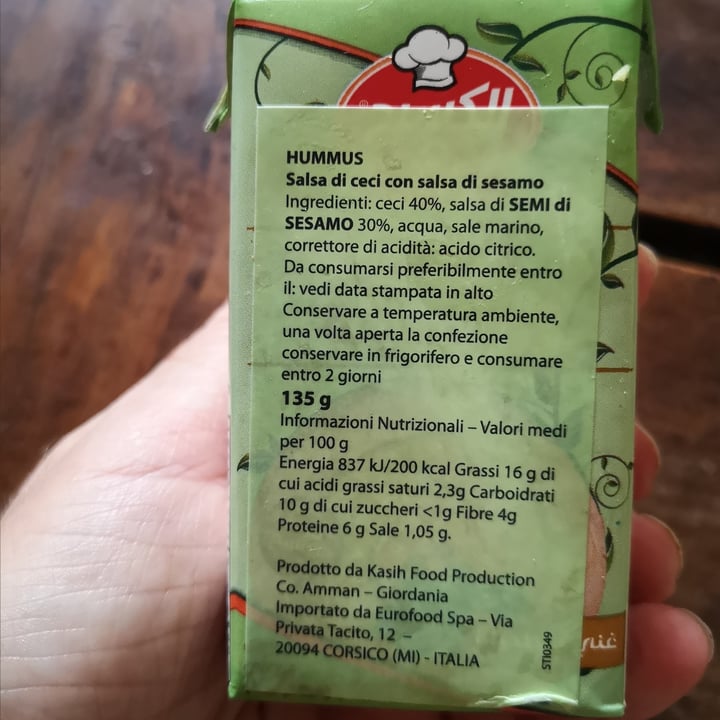 HUMMUS
Salsa di ceci con salsa di sesamo
Ingredienti: ceci 40%, salsa di SEMI di
SESAMO 30%, acqua, sale marino,
correttore di acidità: acido citrico.
Da consumarsi preferibilmente entro
il: vedi data stampata in alto
Conservare a temperatura ambiente,
una volta aperta la confezione
conservare in frigorifero e consumare
entro 2 giorni
135 g
Informazioni Nutrizionali – Valori medi
per 100 g
Energia 837 kJ/200 kcal Grassi 16 g di
cui acidi grassi saturi 2,3g Carboidrati
10 g di cui zuccheri <1g Fibre 4g
Proteine 6 g Sale 1,05 g.
Prodotto da Kasih Food Production
Co. Amman – Giordania
Importato da Eurofood Spa – Via
Privata Tacito, 12 –
20094 CORSICO (MI) - ITALIA
STI0349
غني